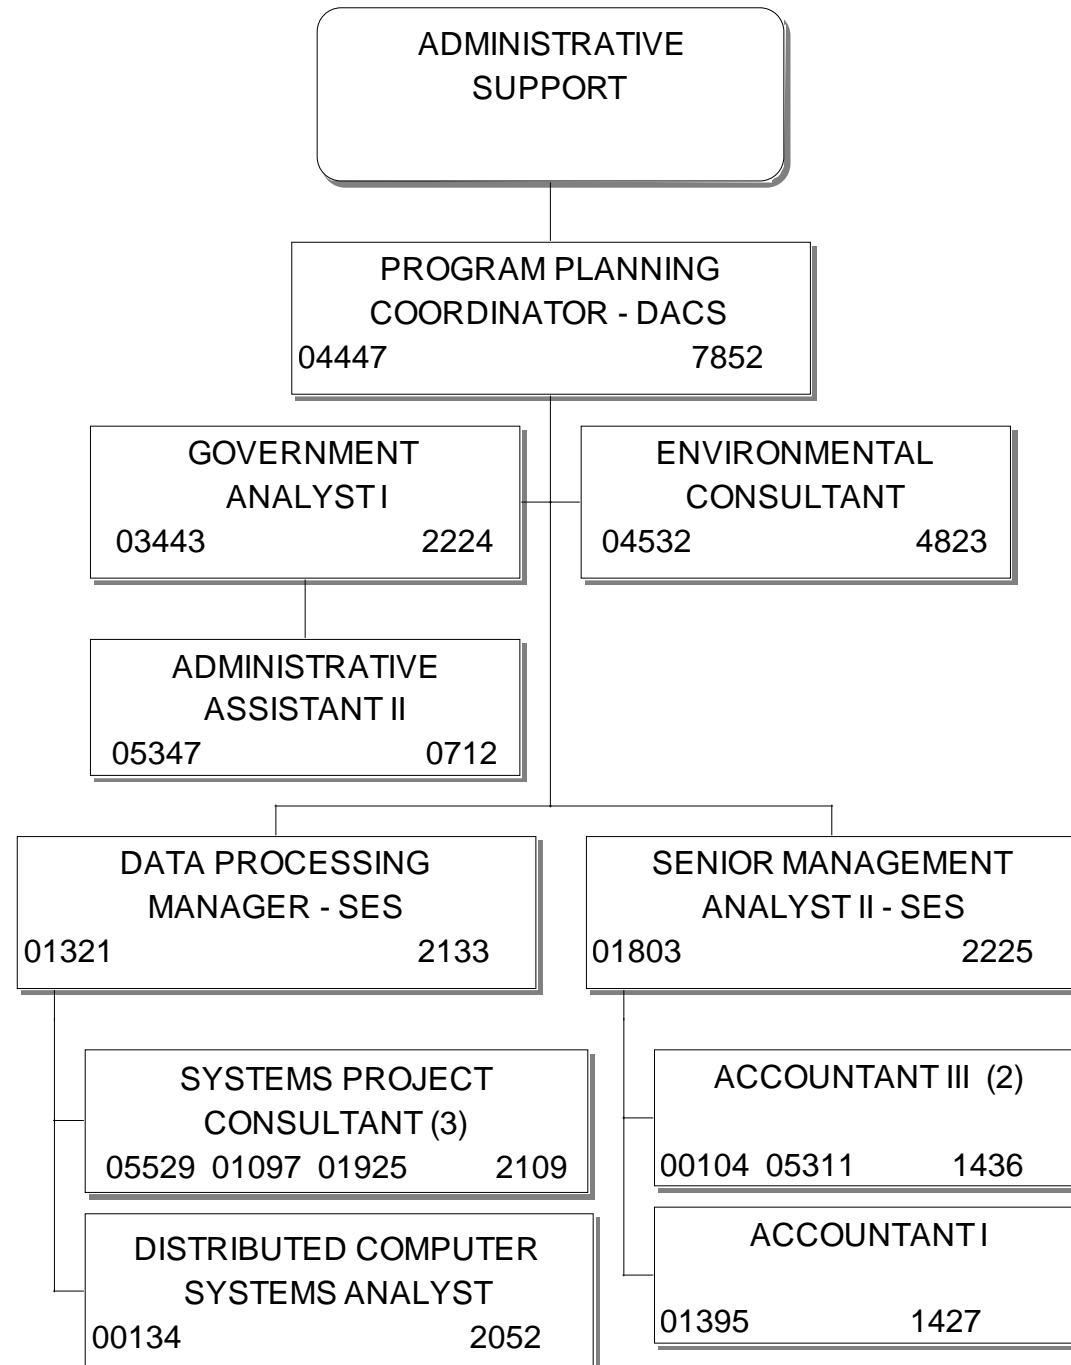 ADMINISTRATIVE
SUPPORT
PROGRAM PLANNING
COORDINATOR - DACS
04447 7852
GOVERNMENT
ANALYST I
03443 2224
ENVIRONMENTAL
CONSULTANT
04532 4823
ADMINISTRATIVE
ASSISTANT II
05347 0712
DATA PROCESSING
MANAGER - SES
01321 2133
SENIOR MANAGEMENT
ANALYST II - SES
01803 2225
SYSTEMS PROJECT
CONSULTANT (3)
05529 01097 01925 2109
ACCOUNTANT III (2)
00104 05311 1436
DISTRIBUTED COMPUTER
SYSTEMS ANALYST
00134 2052
ACCOUNTANT I
01395 1427